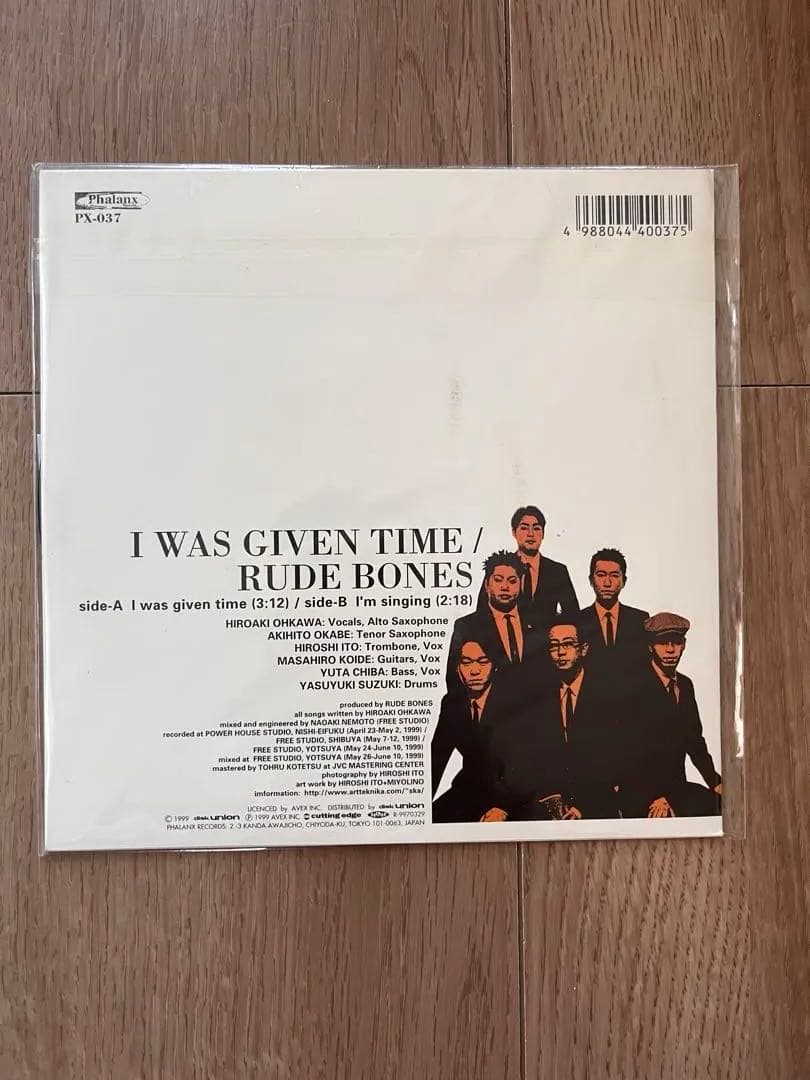 Phalanx
PX-037
4 988044 400375
I WAS GIVEN TIME /
RUDE BONES
side-A I was given time (3:12) / side-B I'm singing (2:18)
HIROAKI OHKAWA: Vocals, Alto Saxophone
AKIHITO OKABE: Tenor Saxophone
HIROSHI ITO: Trombone, Vox
MASAHIRO KOIDE: Guitars, Vox
YUTA CHIBA: Bass, Vox
YASUYUKI SUZUKI: Drums
produced by RUDE BONES
all songs written by HIROAKI OHKAWA
mixed and engineered by NAOAKI NEMOTO (FREE STUDIO)
recorded at POWER HOUSE STUDIO, NISHI-EIFUKU (April 23-May 2, 1999) /
FREE STUDIO, SHIBUYA (May 7-12, 1999) /
FREE STUDIO, YOTSUYA (May 24-June 10, 1999)
mixed at FREE STUDIO, YOTSUYA (May 26-June 10, 1999)
mastered by TOHRU KOTETSU at JVC MASTERING CENTER
photography by HIROSHI ITO
art work by HIROSHI ITO+MIYOLINO
imformation: http://www.artteknika.com/~ska/
LICENCED by AVEX INC. DISTRIBUTED by disk union
© 1999 disk union ℗ 1999 AVEX INC. cutting edge R-9970329
PHALANX RECORDS: 2-3 KANDA AWAJICHO, CHIYODA-KU, TOKYO 101-0063, JAPAN